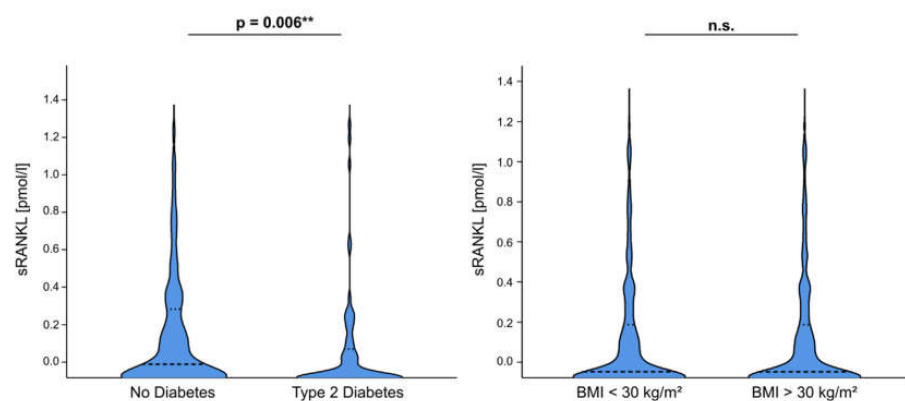 p = 0.006**
n.s.
sRANKL [pmol/l]
1.4
1.2
1.0
0.8
0.6
0.4
0.2
0.0
No Diabetes
Type 2 Diabetes
sRANKL [pmol/l]
1.4
1.2
1.0
0.8
0.6
0.4
0.2
0.0
BMI < 30 kg/m²
BMI > 30 kg/m²